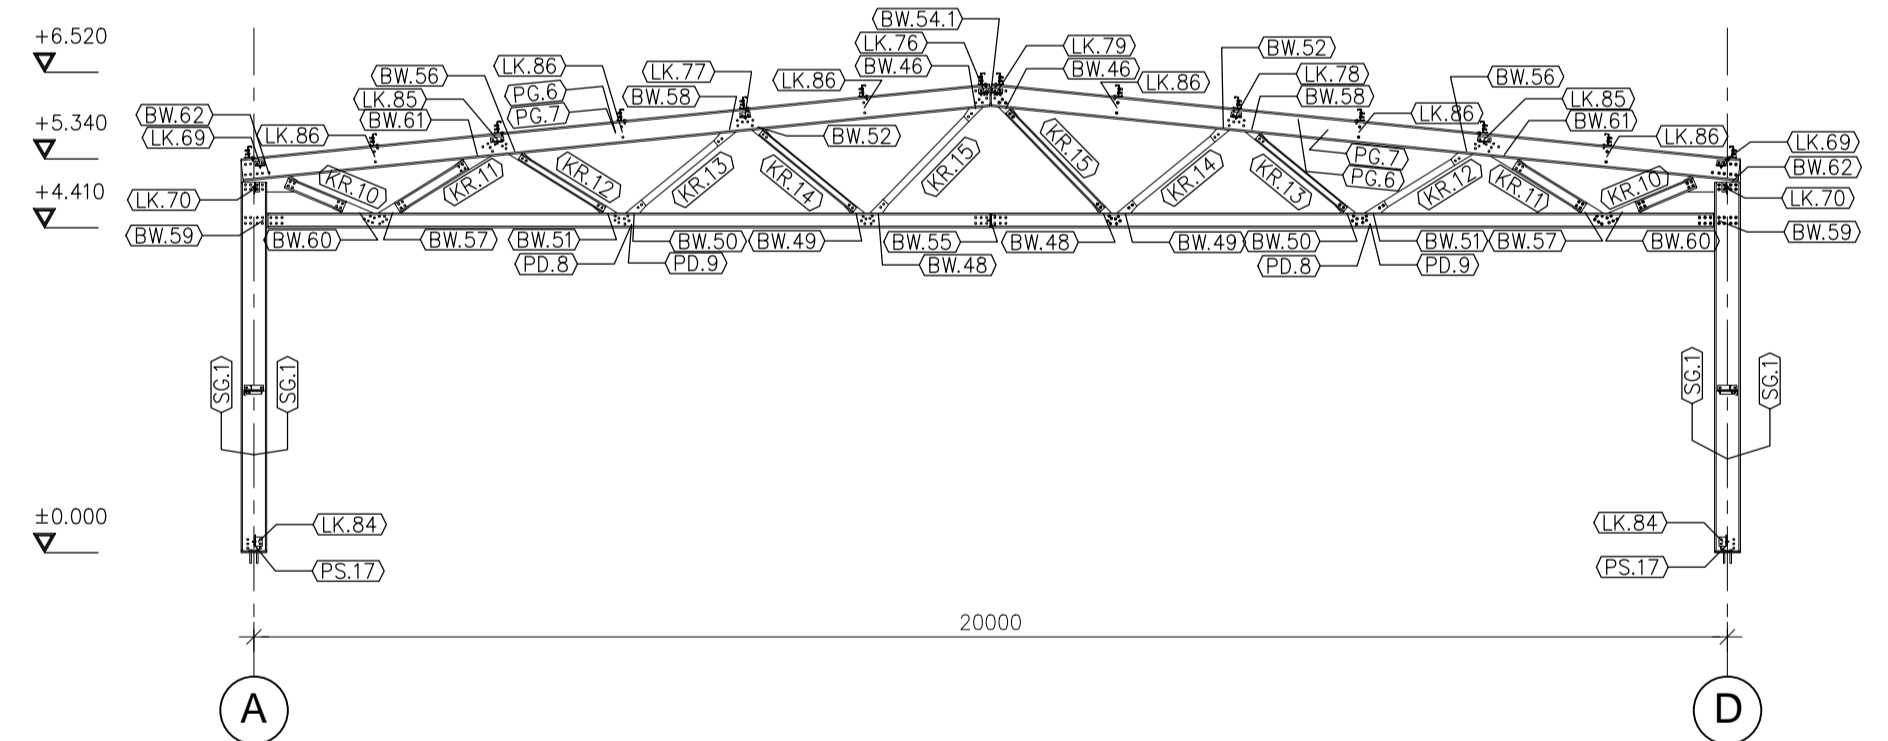 BW.54.1
+6.520
LK.76
LK.79
BW.52
LK.86
BW.46
BW.46
BW.56
LK.77
LK.86
LK.86
LK.78
BW.56
PG.6
BW.58
BW.58
LK.85
LK.85
PG.7
LK.86
BW.62
BW.61
BW.61
+5.340
LK.69
LK.86
BW.52
LK.86
LK.69
KR.15
KR.15
PG.7
BW.62
KR.10
KR.11
KR.12
KR.13
KR.14
KR.14
KR.13
PG.6
KR.12
KR.11
KR.10
+4.410
LK.70
LK.70
BW.59
BW.60
BW.57
BW.51
BW.50
BW.49
BW.55
BW.48
BW.49
BW.50
BW.51
BW.57
BW.60
BW.59
PD.8
PD.9
BW.48
PD.8
PD.9
SG.1
SG.1
SG.1
SG.1
±0.000
LK.84
LK.84
PS.17
PS.17
20000
A
D